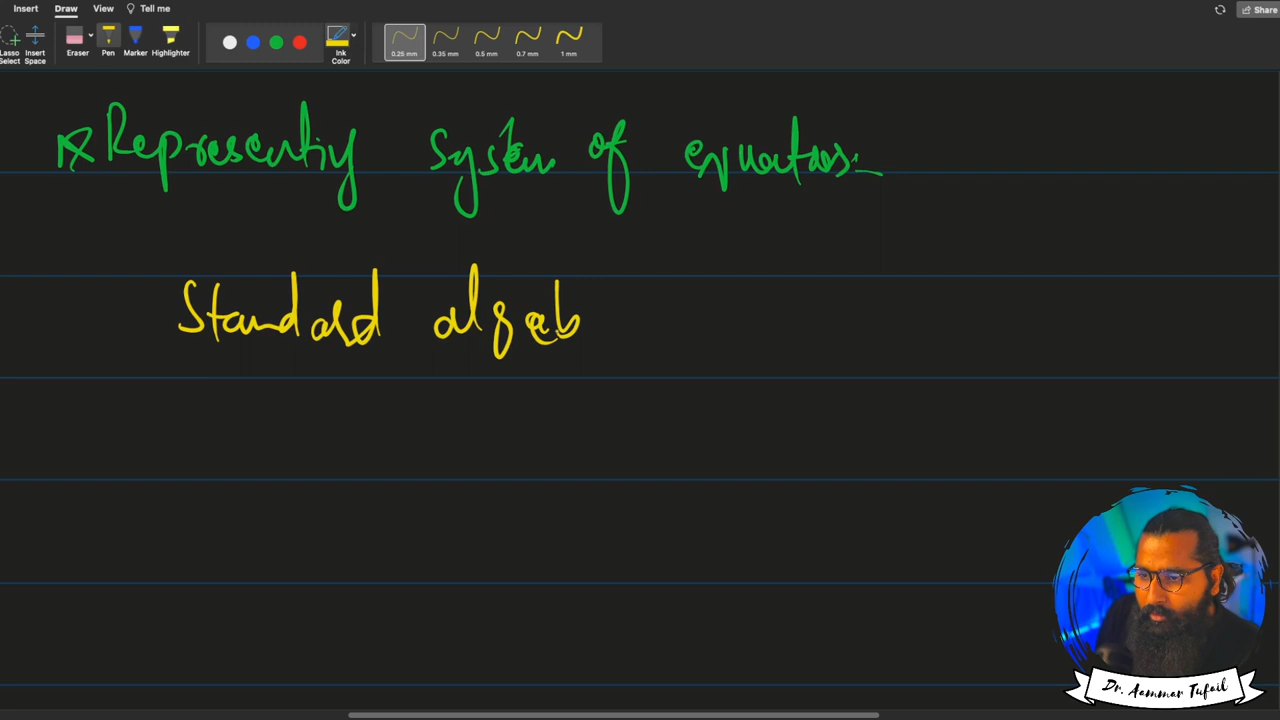 Insert Draw View Tell me
Share
Lasso Select Insert Space Eraser Pen Marker Highlighter Ink Color 0.25 mm 0.35 mm 0.5 mm 0.7 mm 1 mm
Representing System of equations:
Standard algeb
Dr. Aammar Tufail